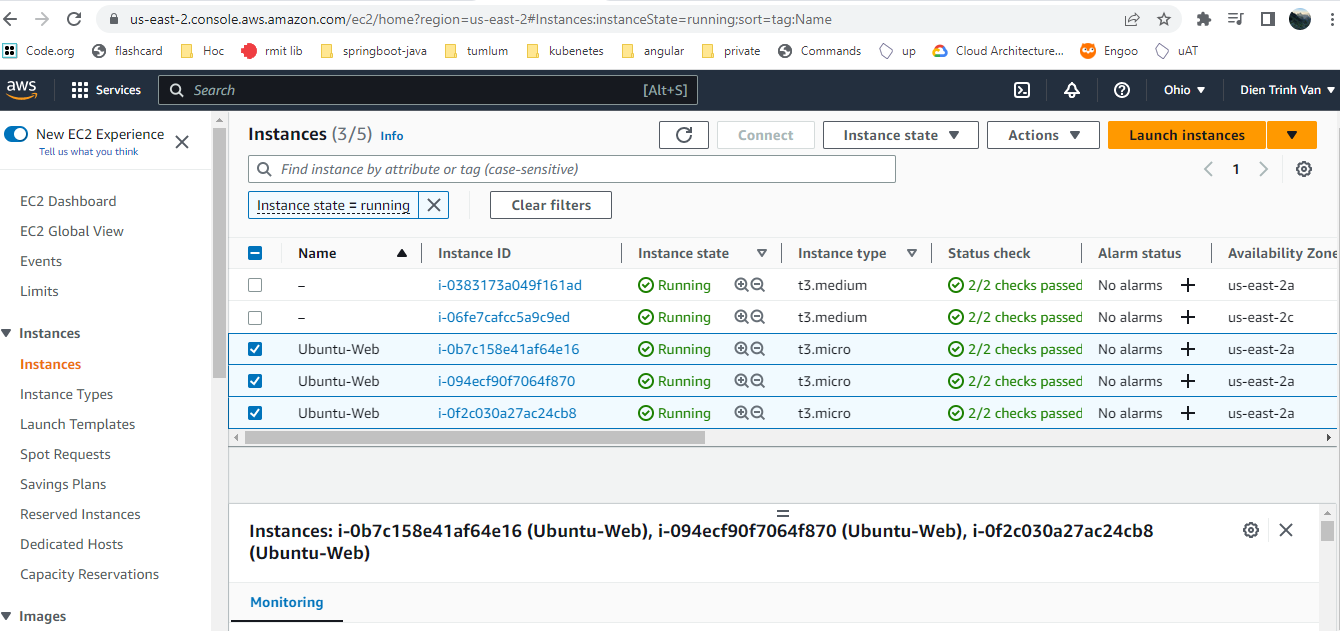 us-east-2.console.aws.amazon.com/ec2/home?region=us-east-2#Instances:instanceState=running;sort=tag:Name
Code.org flashcard Hoc rmit lib springboot-java tumlum kubenetes angular private Commands up Cloud Architecture... Engoo uAT
aws Services Search [Alt+S] Ohio Dien Trinh Van
New EC2 Experience
Tell us what you think
EC2 Dashboard
EC2 Global View
Events
Limits
Instances
Instances
Instance Types
Launch Templates
Spot Requests
Savings Plans
Reserved Instances
Dedicated Hosts
Capacity Reservations
Images
Instances (3/5) Info Connect Instance state Actions Launch instances
Find instance by attribute or tag (case-sensitive) 1
Instance state = running Clear filters
Name Instance ID Instance state Instance type Status check Alarm status Availability Zone
– i-0383173a049f161ad Running t3.medium 2/2 checks passed No alarms us-east-2a
– i-06fe7cafcc5a9c9ed Running t3.medium 2/2 checks passed No alarms us-east-2c
Ubuntu-Web i-0b7c158e41af64e16 Running t3.micro 2/2 checks passed No alarms us-east-2a
Ubuntu-Web i-094ecf90f7064f870 Running t3.micro 2/2 checks passed No alarms us-east-2a
Ubuntu-Web i-0f2c030a27ac24cb8 Running t3.micro 2/2 checks passed No alarms us-east-2a
Instances: i-0b7c158e41af64e16 (Ubuntu-Web), i-094ecf90f7064f870 (Ubuntu-Web), i-0f2c030a27ac24cb8
(Ubuntu-Web)
Monitoring